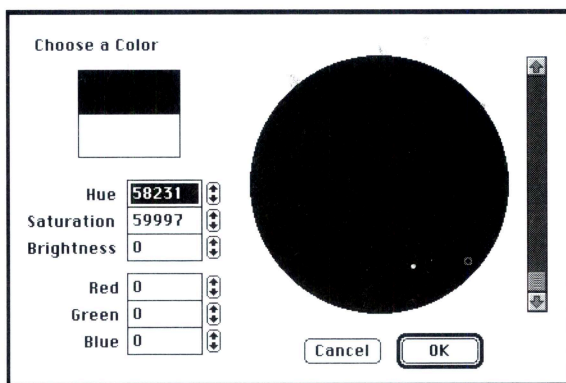 Choose a Color
Hue 58231
Saturation 59997
Brightness 0
Red 0
Green 0
Blue 0
Cancel OK